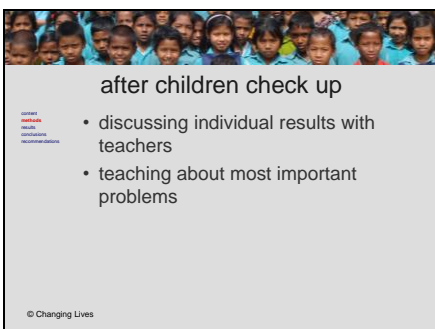 after children check up
content
methods
results
conclusions
recommendations
• discussing individual results with
teachers
• teaching about most important
problems
© Changing Lives